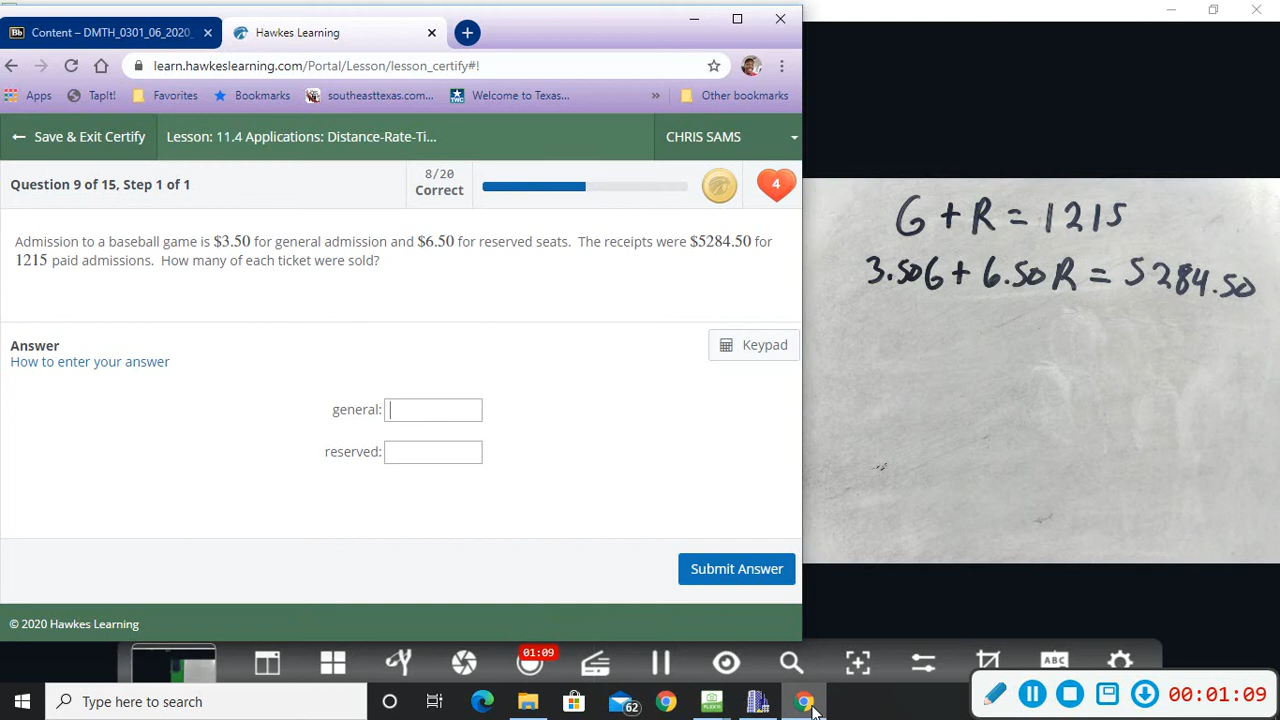 Content – DMTH_0301_06_2020_
Hawkes Learning
learn.hawkeslearning.com/Portal/Lesson/lesson_certify#!
Apps TapIt! Favorites Bookmarks southeasttexas.com... Welcome to Texas... » Other bookmarks
← Save & Exit Certify
Lesson: 11.4 Applications: Distance-Rate-Ti...
CHRIS SAMS
Question 9 of 15, Step 1 of 1
8/20
Correct
4
Admission to a baseball game is $3.50 for general admission and $6.50 for reserved seats. The receipts were $5284.50 for
1215 paid admissions. How many of each ticket were sold?
Answer
How to enter your answer
Keypad
general:
reserved:
Submit Answer
© 2020 Hawkes Learning
G + R = 1215
3.50G + 6.50R = 5284.50
01:09
ABC
Type here to search
62
00:01:09